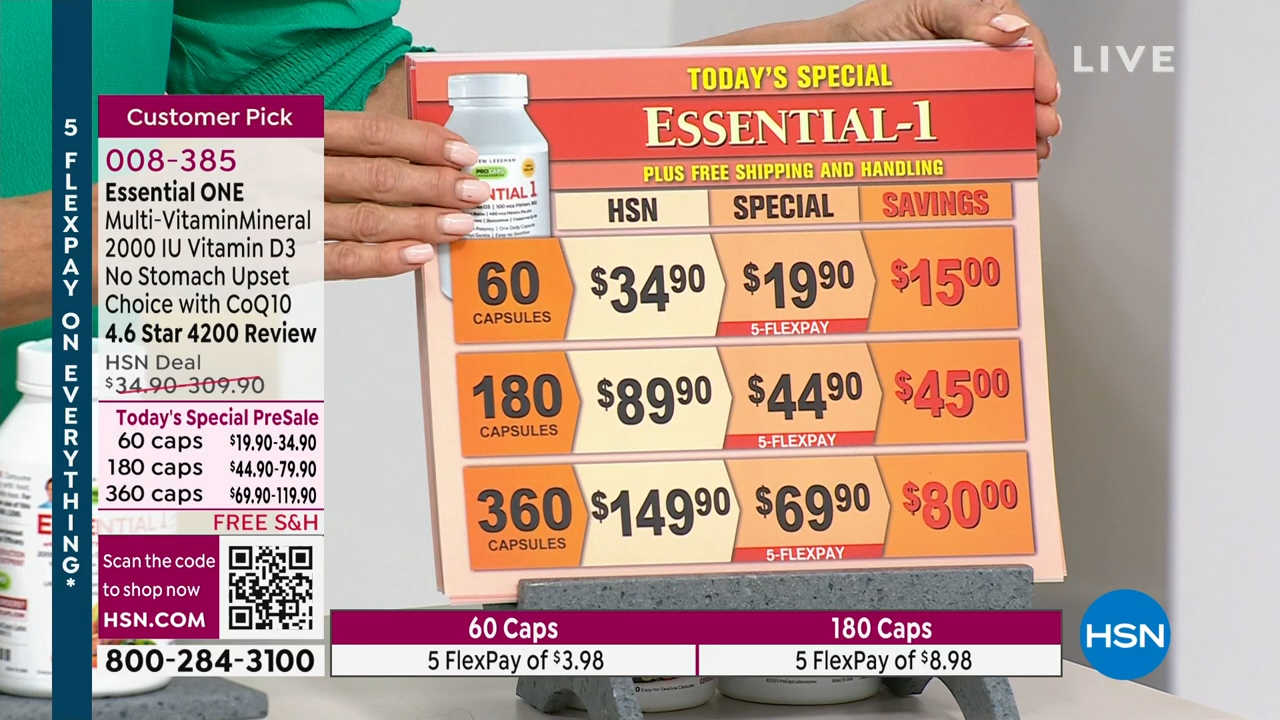 LIVE
5 FLEXPAY ON EVERYTHING*
Customer Pick
008-385
Essential ONE
Multi-VitaminMineral
2000 IU Vitamin D3
No Stomach Upset
Choice with CoQ10
4.6 Star 4200 Review
HSN Deal
$34.90-309.90
Today's Special PreSale
60 caps $19.90-34.90
180 caps $44.90-79.90
360 caps $69.90-119.90
FREE S&H
Scan the code
to shop now
HSN.COM
800-284-3100
TODAY'S SPECIAL
ESSENTIAL-1
PLUS FREE SHIPPING AND HANDLING
HSN SPECIAL SAVINGS
60 CAPSULES $34.90 $19.90 5-FLEXPAY $15.00
180 CAPSULES $89.90 $44.90 5-FLEXPAY $45.00
360 CAPSULES $149.90 $69.90 5-FLEXPAY $80.00
60 Caps 180 Caps
5 FlexPay of $3.98 5 FlexPay of $8.98
HSN